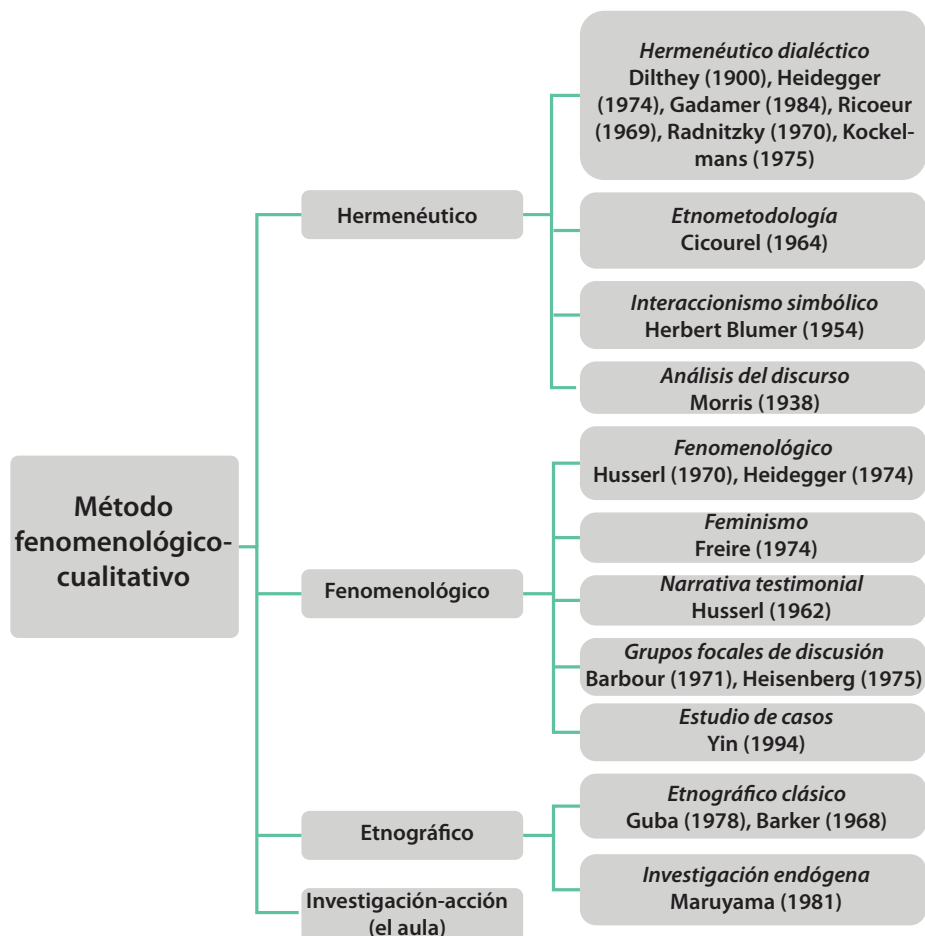 Método
fenomenológico-
cualitativo
Hermenéutico
Hermenéutico dialéctico
Dilthey (1900), Heidegger
(1974), Gadamer (1984), Ricoeur
(1969), Radnitzky (1970), Kockel-
mans (1975)
Etnometodología
Cicourel (1964)
Interaccionismo simbólico
Herbert Blumer (1954)
Análisis del discurso
Morris (1938)
Fenomenológico
Fenomenológico
Husserl (1970), Heidegger (1974)
Feminismo
Freire (1974)
Narrativa testimonial
Husserl (1962)
Grupos focales de discusión
Barbour (1971), Heisenberg (1975)
Estudio de casos
Yin (1994)
Etnográfico
Etnográfico clásico
Guba (1978), Barker (1968)
Investigación endógena
Maruyama (1981)
Investigación-acción
(el aula)